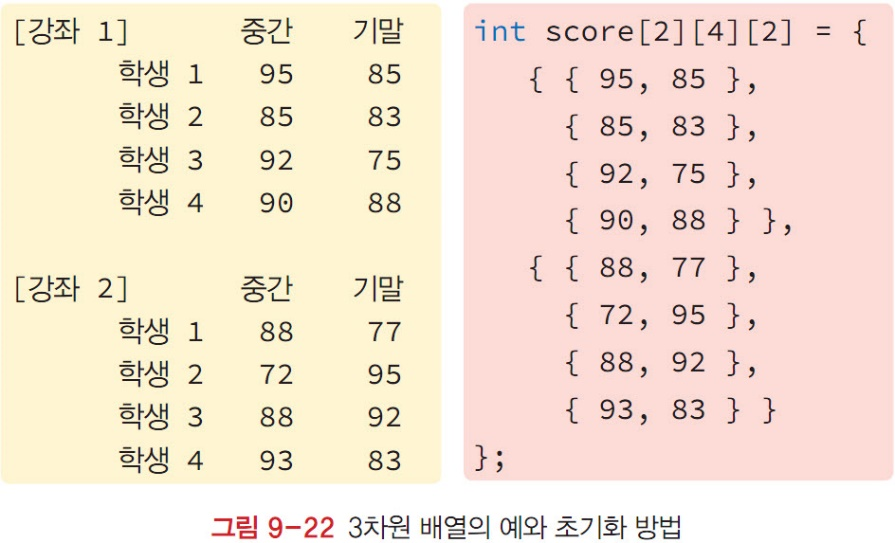 [강좌 1] 중간 기말
학생 1 95 85
학생 2 85 83
학생 3 92 75
학생 4 90 88
[강좌 2] 중간 기말
학생 1 88 77
학생 2 72 95
학생 3 88 92
학생 4 93 83
int score[2][4][2] = {
{ { 95, 85 },
{ 85, 83 },
{ 92, 75 },
{ 90, 88 } },
{ { 88, 77 },
{ 72, 95 },
{ 88, 92 },
{ 93, 83 } }
};
그림 9-22 3차원 배열의 예와 초기화 방법